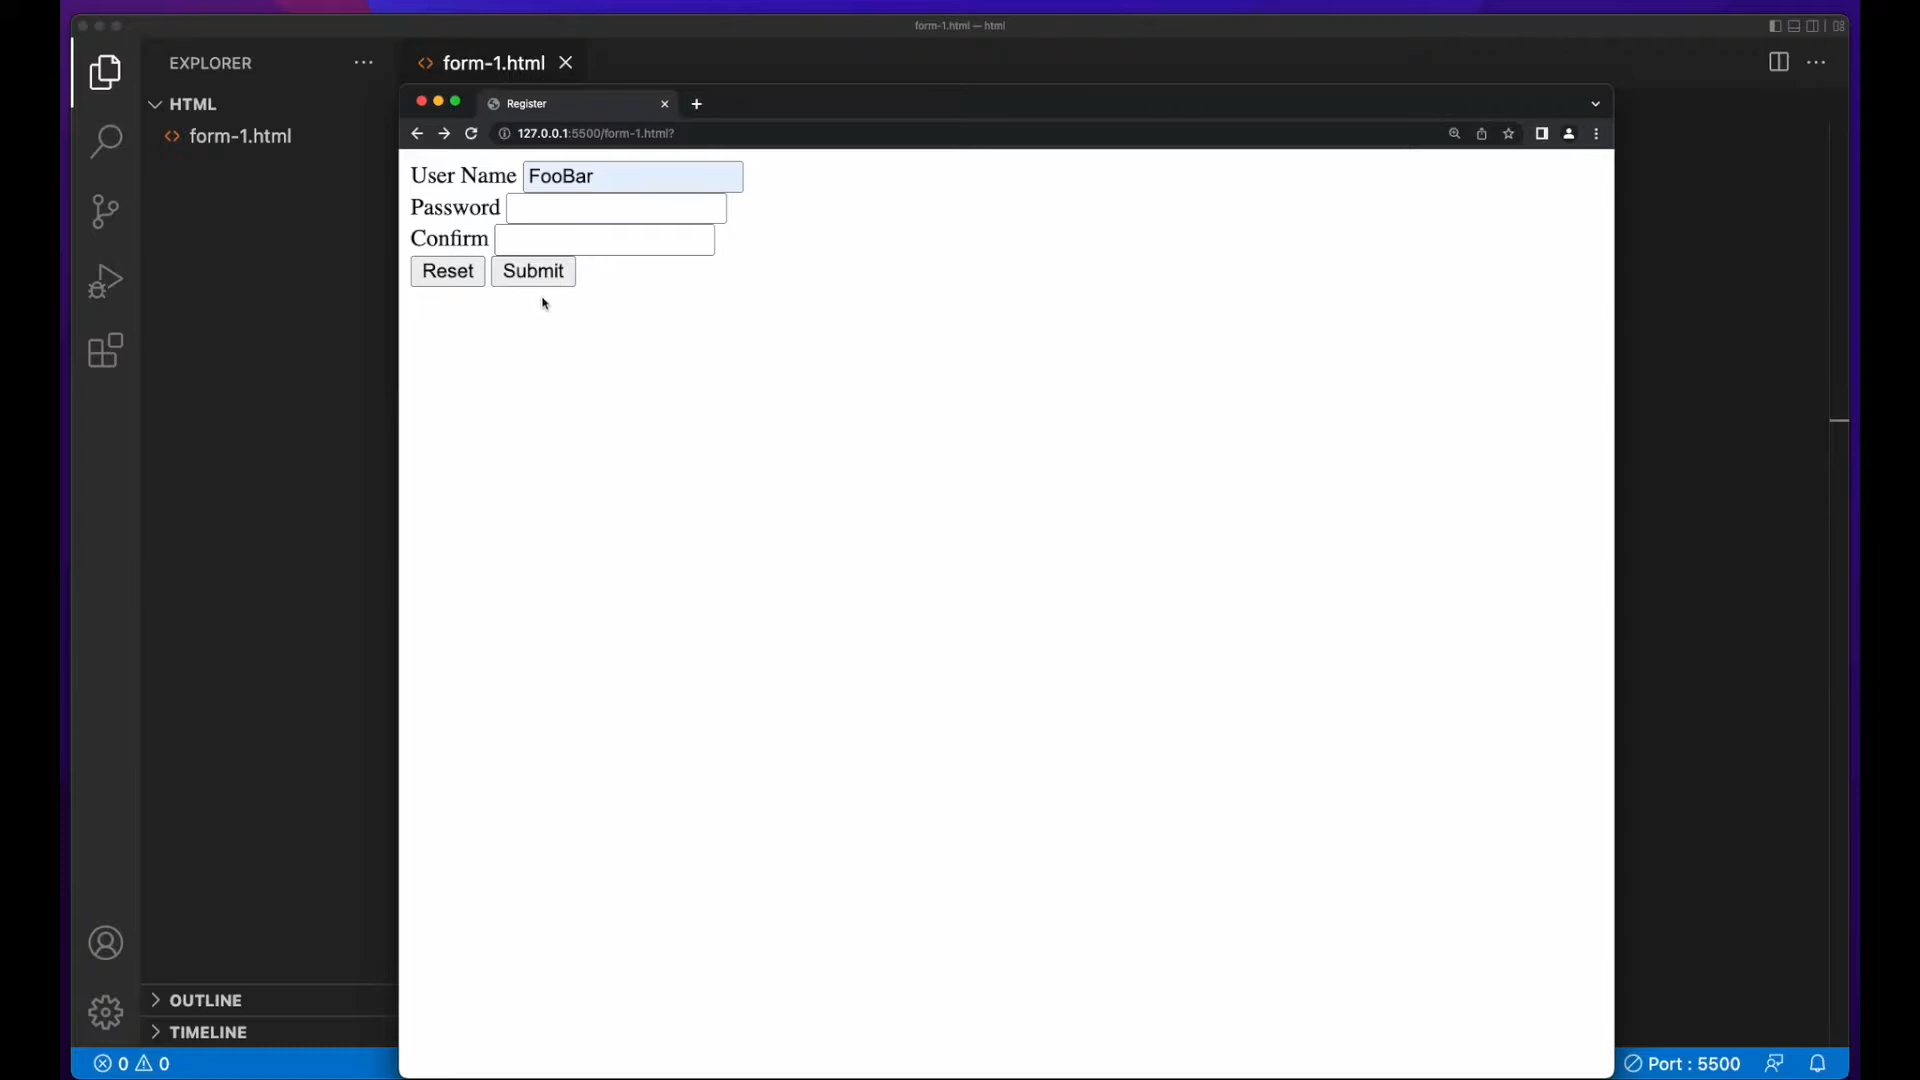 form-1.html — html
EXPLORER
form-1.html
HTML
form-1.html
Register
127.0.0.1:5500/form-1.html?
User Name FooBar
Password
Confirm
Reset Submit
OUTLINE
TIMELINE
0 0
Port : 5500